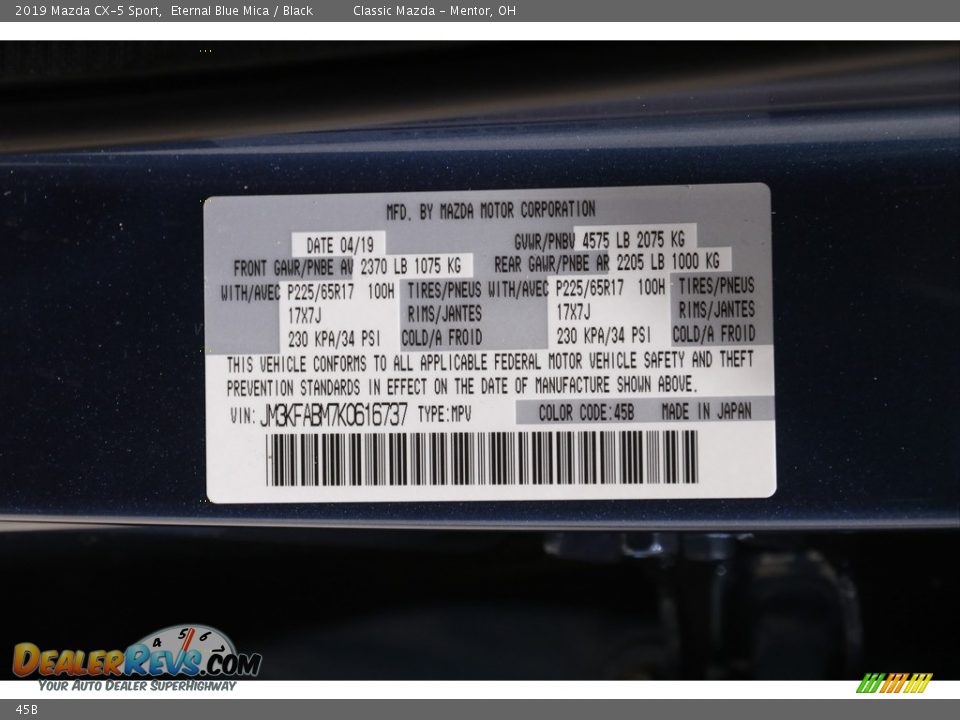 2019 Mazda CX-5 Sport, Eternal Blue Mica / Black Classic Mazda - Mentor, OH
MFD. BY MAZDA MOTOR CORPORATION
DATE 04/19 GVWR/PNBV 4575 LB 2075 KG
FRONT GAWR/PNBE AV 2370 LB 1075 KG REAR GAWR/PNBE AR 2205 LB 1000 KG
WITH/AVEC P225/65R17 100H TIRES/PNEUS WITH/AVEC P225/65R17 100H TIRES/PNEUS
17X7J RIMS/JANTES 17X7J RIMS/JANTES
230 KPA/34 PSI COLD/A FROID 230 KPA/34 PSI COLD/A FROID
THIS VEHICLE CONFORMS TO ALL APPLICABLE FEDERAL MOTOR VEHICLE SAFETY AND THEFT
PREVENTION STANDARDS IN EFFECT ON THE DATE OF MANUFACTURE SHOWN ABOVE.
VIN: JM3KFABM7K0616737 TYPE:MPV COLOR CODE:45B MADE IN JAPAN
4 5 6
DEALERREVS.COM
YOUR AUTO DEALER SUPERHIGHWAY
45B